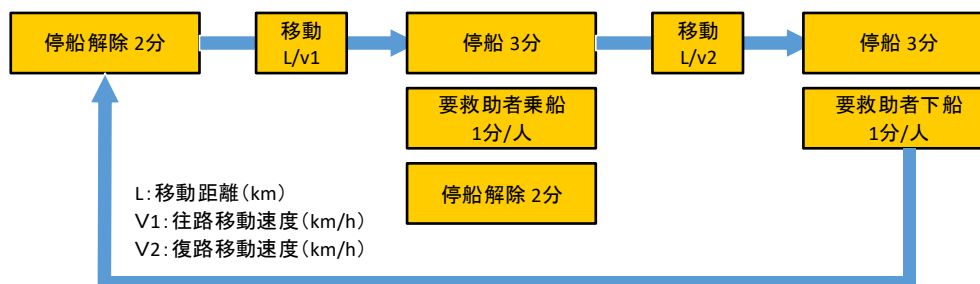 停船解除 2分
移動
L/v1
停船 3分
移動
L/v2
停船 3分
要救助者乗船
1分/人
要救助者下船
1分/人
停船解除 2分
L:移動距離(km)
V1:往路移動速度(km/h)
V2:復路移動速度(km/h)